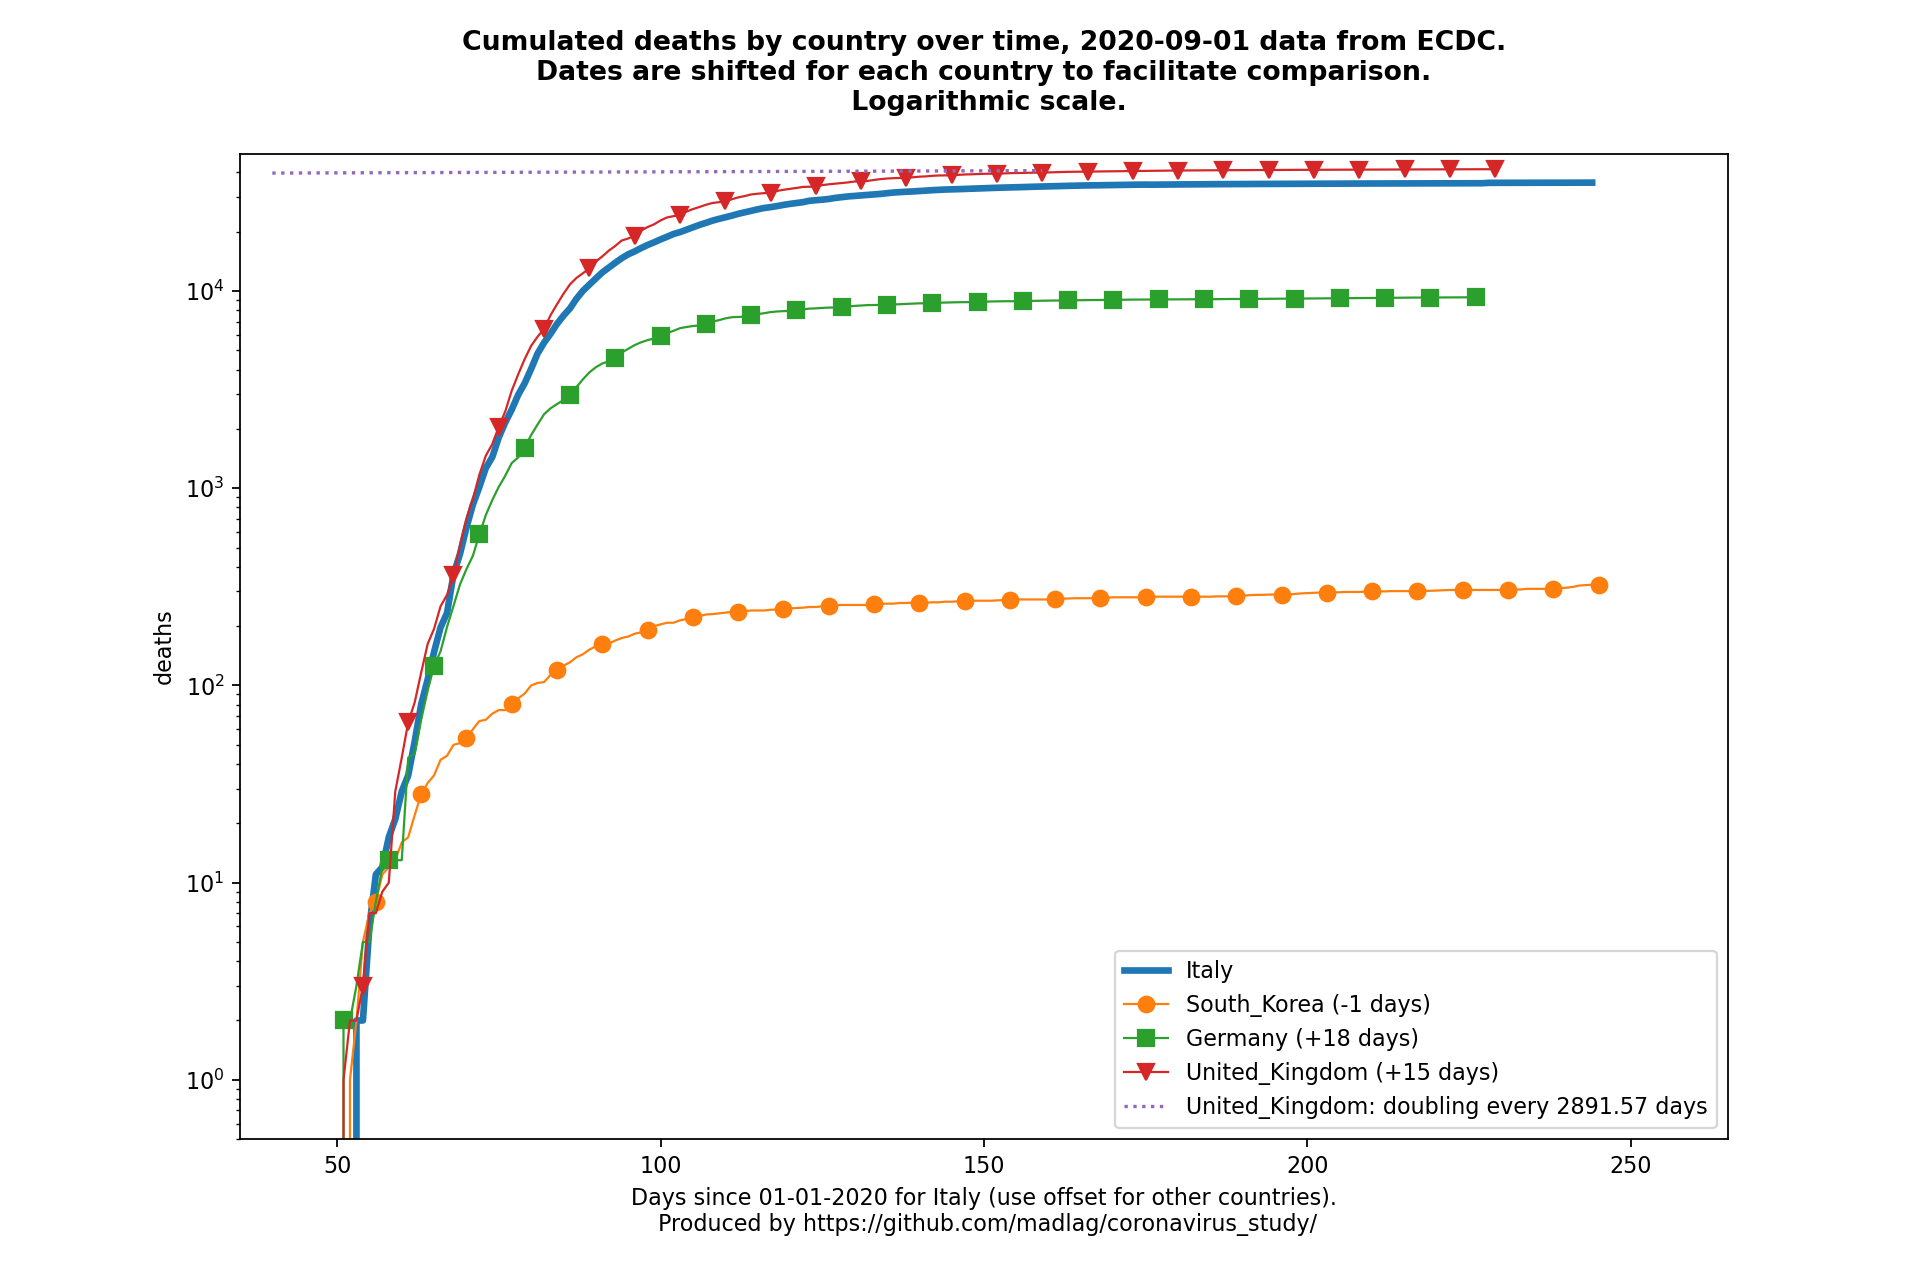 Cumulated deaths by country over time, 2020-09-01 data from ECDC.
Dates are shifted for each country to facilitate comparison.
Logarithmic scale.
deaths
10^4
10^3
10^2
10^1
10^0
Italy
South_Korea (-1 days)
Germany (+18 days)
United_Kingdom (+15 days)
United_Kingdom: doubling every 2891.57 days
50 100 150 200 250
Days since 01-01-2020 for Italy (use offset for other countries).
Produced by https://github.com/madlag/coronavirus_study/